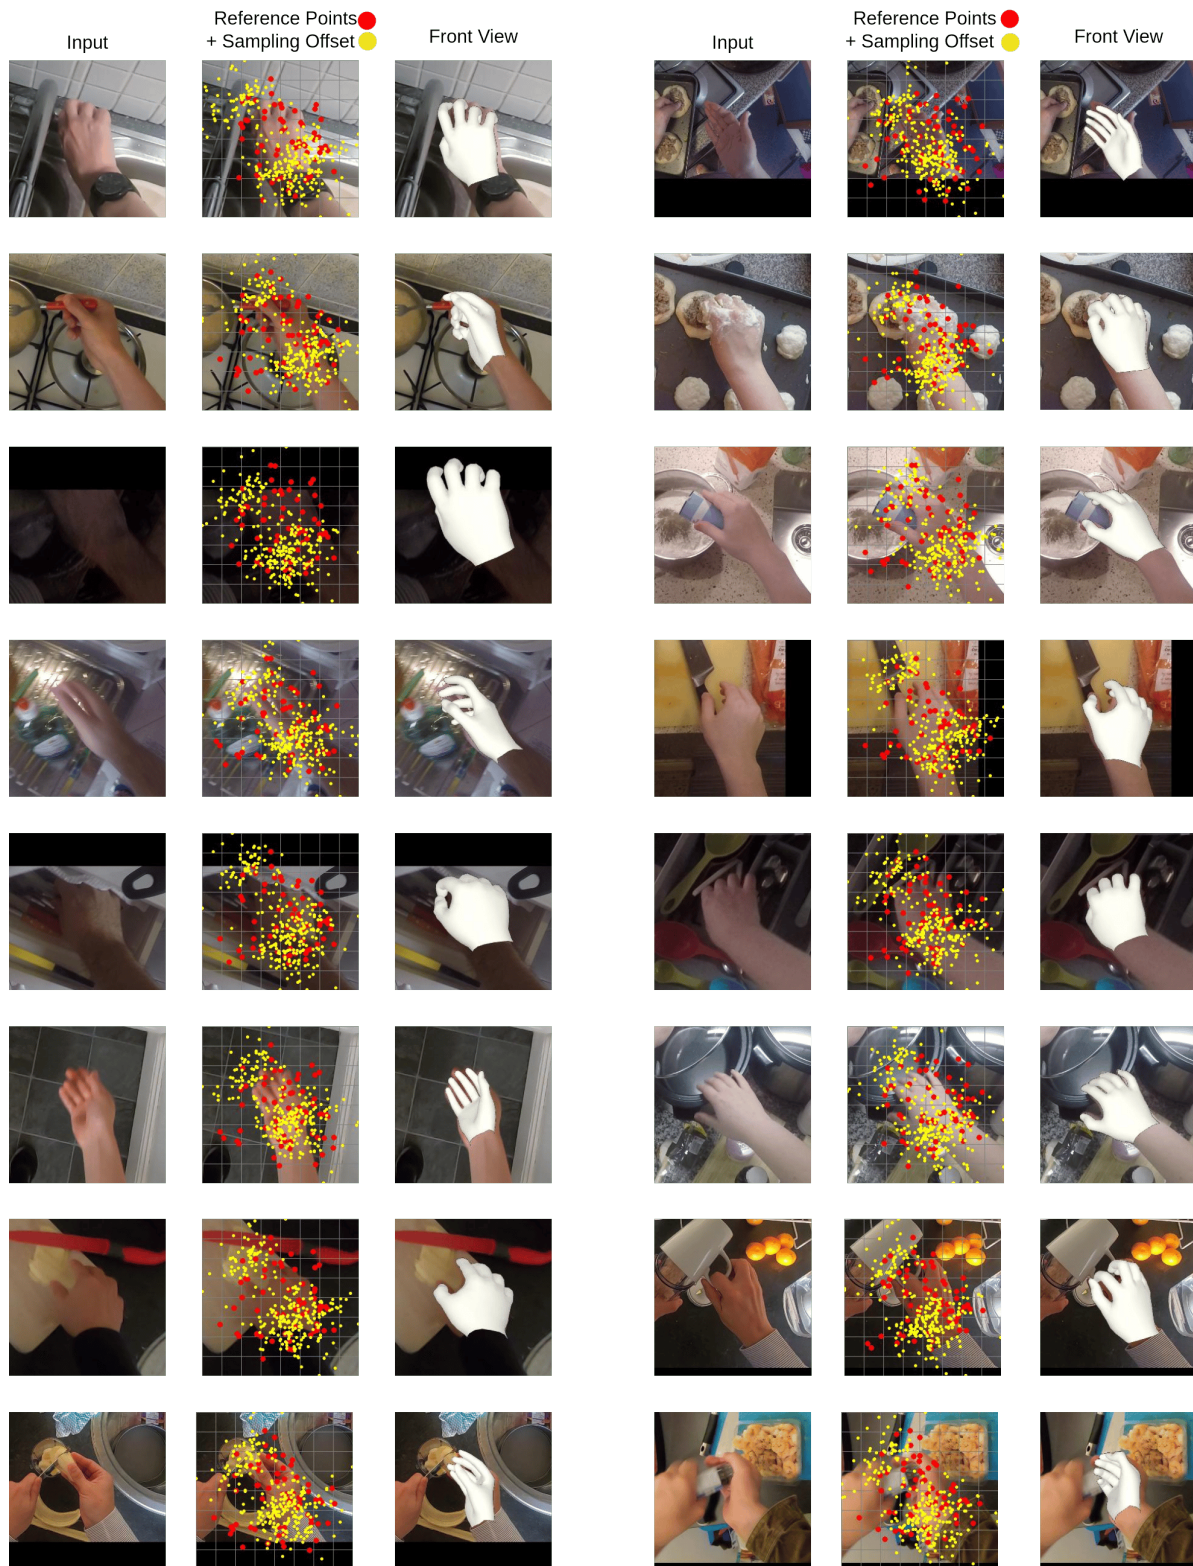 Input
Reference Points
+ Sampling Offset
Front View
Input
Reference Points
+ Sampling Offset
Front View